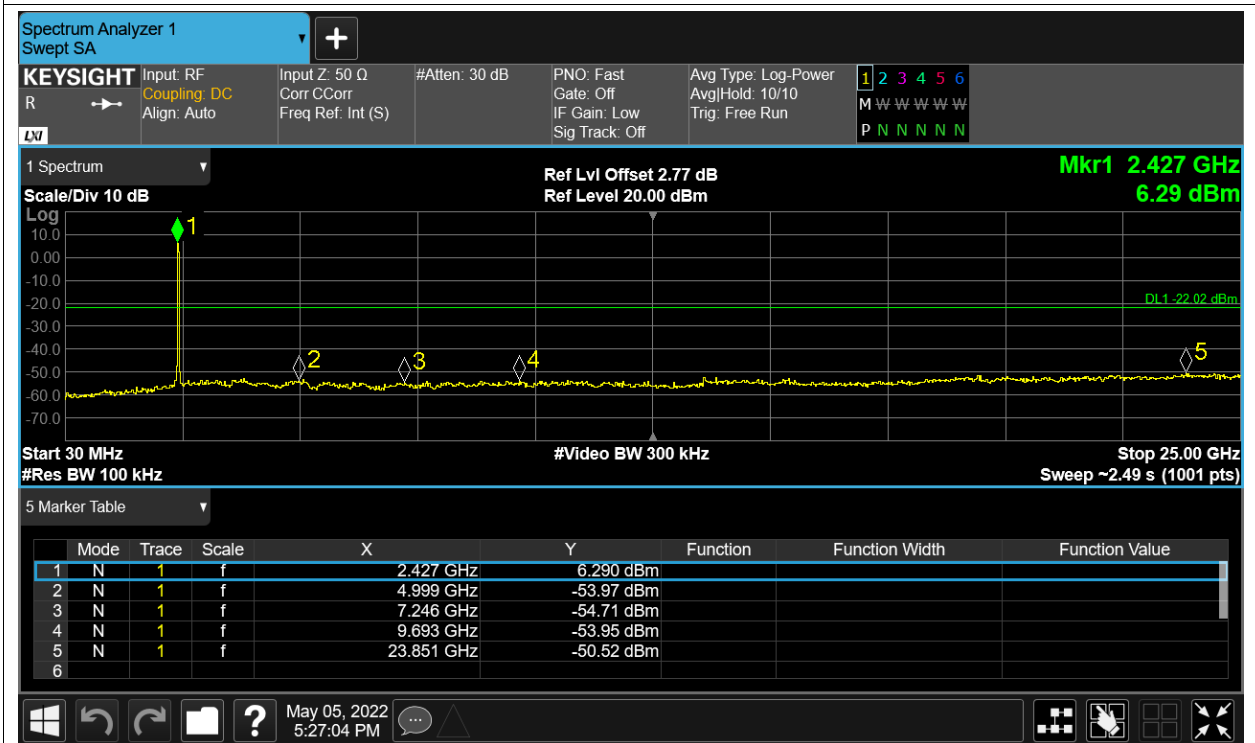 Spectrum Analyzer 1
Swept SA
+
KEYSIGHT
R
LXI
Input: RF
Coupling: DC
Align: Auto
Input Z: 50 Ω
Corr CCorr
Freq Ref: Int (S)
#Atten: 30 dB
PNO: Fast
Gate: Off
IF Gain: Low
Sig Track: Off
Avg Type: Log-Power
Avg|Hold: 10/10
Trig: Free Run
1 2 3 4 5 6
M W W W W W
P N N N N N
1 Spectrum
Scale/Div 10 dB
Ref Lvl Offset 2.77 dB
Ref Level 20.00 dBm
Mkr1 2.427 GHz
6.29 dBm
Log
10.0
0.00
-10.0
-20.0
-30.0
-40.0
-50.0
-60.0
-70.0
1
DL1 -22.02 dBm
2
3
4
5
Start 30 MHz
#Video BW 300 kHz
Stop 25.00 GHz
#Res BW 100 kHz
Sweep ~2.49 s (1001 pts)
5 Marker Table
Mode Trace Scale X Y Function Function Width Function Value
1 N 1 f 2.427 GHz 6.290 dBm
2 N 1 f 4.999 GHz -53.97 dBm
3 N 1 f 7.246 GHz -54.71 dBm
4 N 1 f 9.693 GHz -53.95 dBm
5 N 1 f 23.851 GHz -50.52 dBm
6
?
May 05, 2022
5:27:04 PM